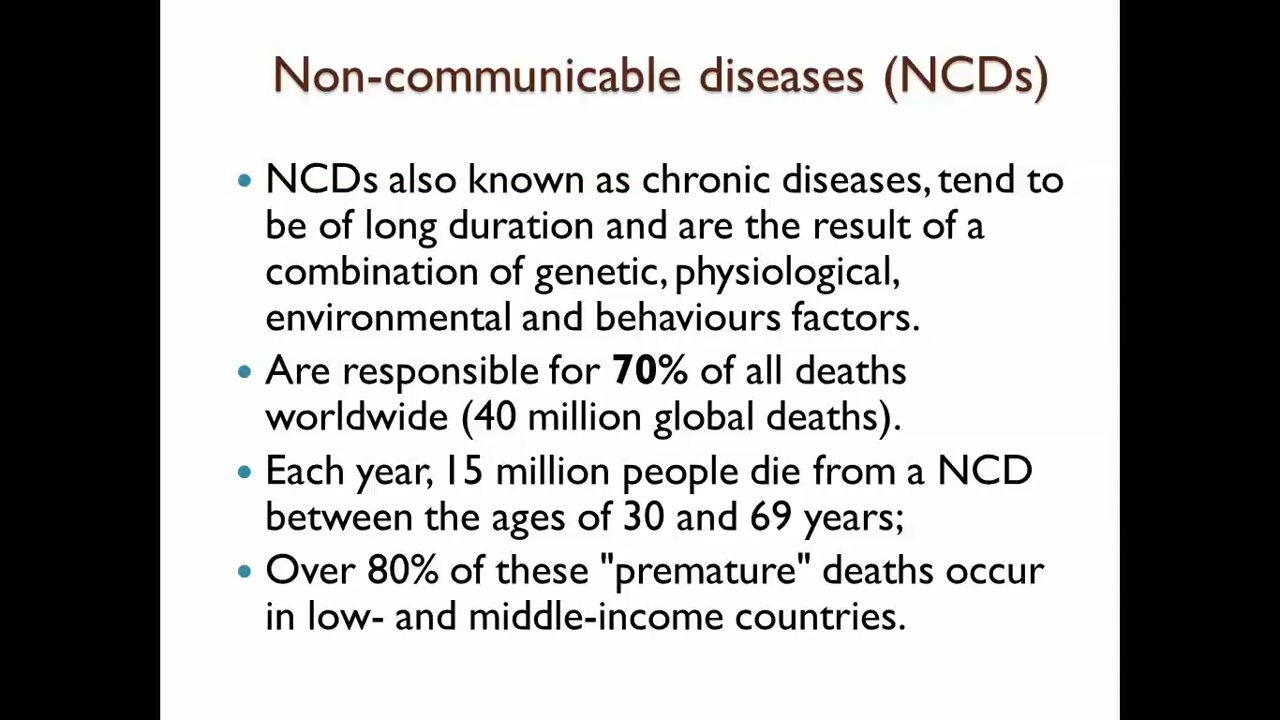 Non-communicable diseases (NCDs)
• NCDs also known as chronic diseases, tend to
be of long duration and are the result of a
combination of genetic, physiological,
environmental and behaviours factors.
• Are responsible for 70% of all deaths
worldwide (40 million global deaths).
• Each year, 15 million people die from a NCD
between the ages of 30 and 69 years;
• Over 80% of these "premature" deaths occur
in low- and middle-income countries.